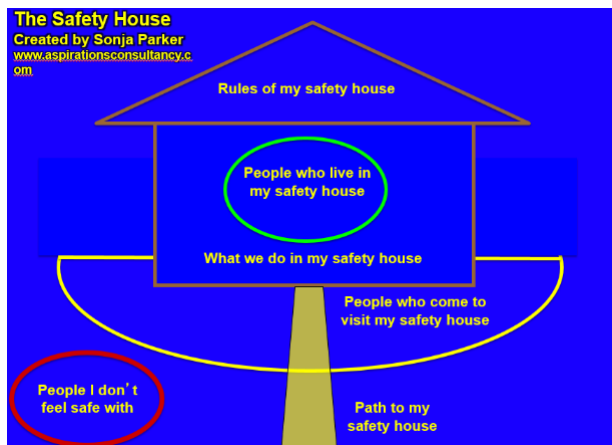 The Safety House
Created by Sonja Parker
www.aspirationsconsultancy.c
om
Rules of my safety house
People who live in
my safety house
What we do in my safety house
People who come to
visit my safety house
People I don’t
feel safe with
Path to my
safety house